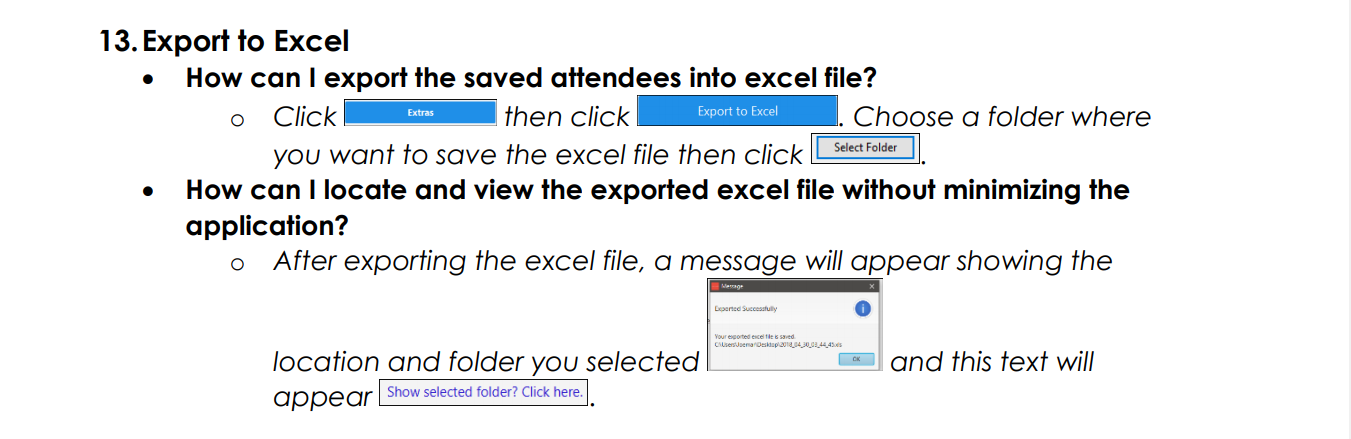 13. Export to Excel
• How can I export the saved attendees into excel file?
o Click Extras then click Export to Excel. Choose a folder where
you want to save the excel file then click Select Folder.
• How can I locate and view the exported excel file without minimizing the
application?
o After exporting the excel file, a message will appear showing the
Message
Exported Successfully
Your exported excel file is saved.
C:\Users\Joemar\Desktop\2018_04_30_03_44_45.xls
OK
location and folder you selected and this text will
appear Show selected folder? Click here..